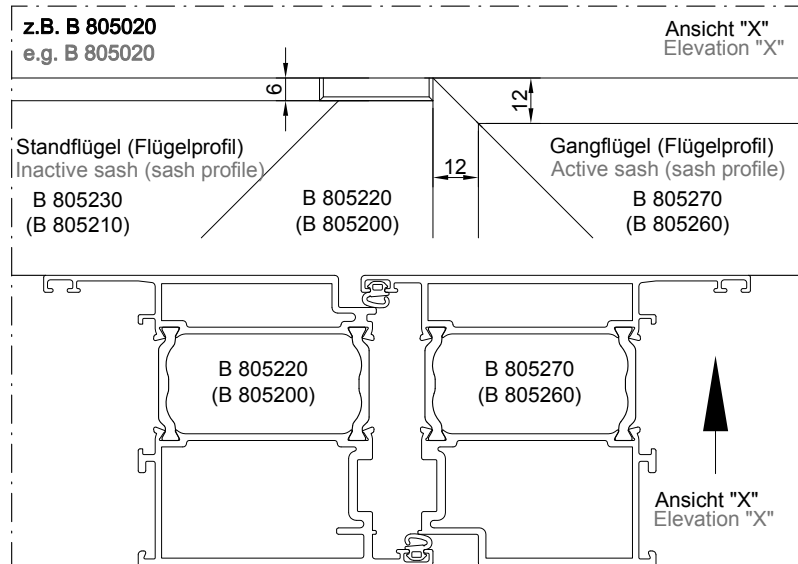 z.B. B 805020
e.g. B 805020
Ansicht "X"
Elevation "X"
6
12
Standflügel (Flügelprofil)
Inactive sash (sash profile)
B 805230
(B 805210)
B 805220
(B 805200)
12
Gangflügel (Flügelprofil)
Active sash (sash profile)
B 805270
(B 805260)
B 805220
(B 805200)
B 805270
(B 805260)
Ansicht "X"
Elevation "X"